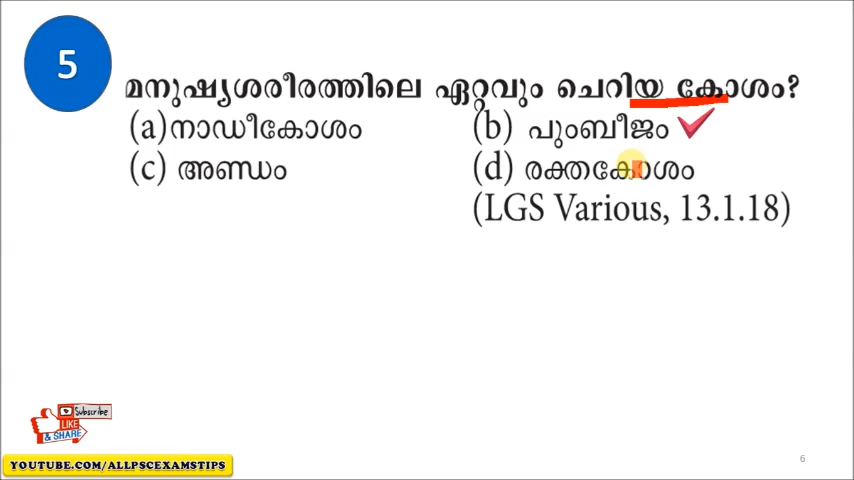 5
മനുഷ്യശരീരത്തിലെ ഏറ്റവും ചെറിയ കോശം?
(a)നാഡീകോശം (b) പുംബീജം
(c) അണ്ഡം (d) രക്തകോശം
(LGS Various, 13.1.18)
Subscribe
LIKE
& SHARE
YOUTUBE.COM/ALLPSCEXAMSTIPS
6